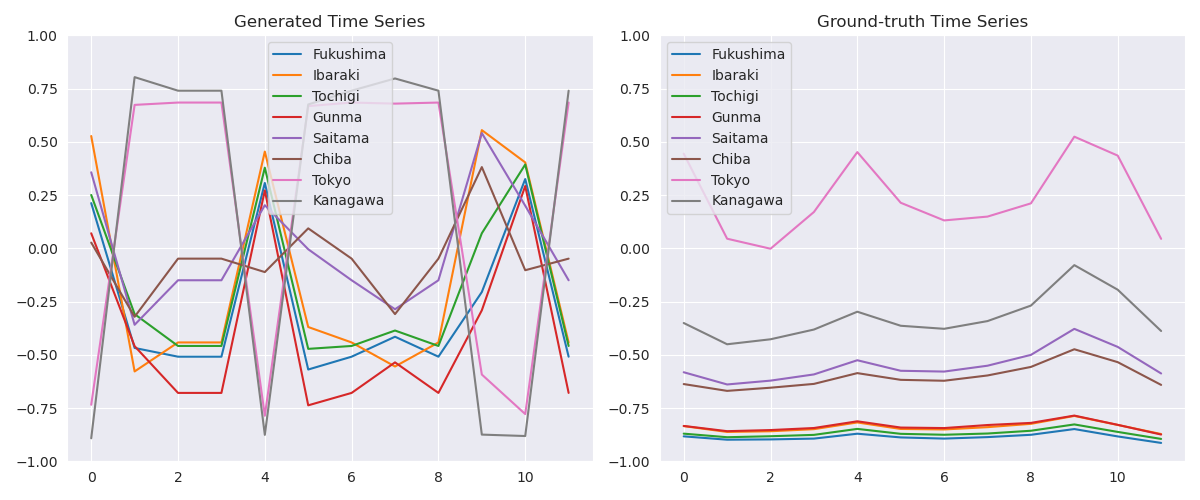 Generated Time Series
1.00
0.75
0.50
0.25
0.00
−0.25
−0.50
−0.75
−1.00
0 2 4 6 8 10
Fukushima
Ibaraki
Tochigi
Gunma
Saitama
Chiba
Tokyo
Kanagawa
Ground-truth Time Series
1.00
0.75
0.50
0.25
0.00
−0.25
−0.50
−0.75
−1.00
0 2 4 6 8 10
Fukushima
Ibaraki
Tochigi
Gunma
Saitama
Chiba
Tokyo
Kanagawa